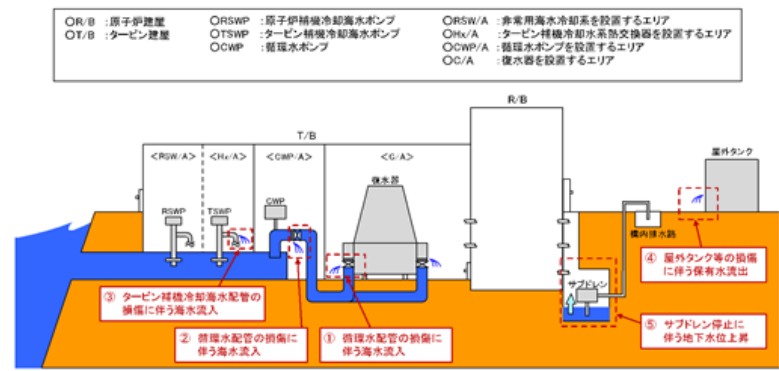 ○R/B :原子炉建屋
○T/B :タービン建屋
○RSWP :原子炉補機冷却海水ポンプ
○TSWP :タービン補機冷却海水ポンプ
○CWP :循環水ポンプ
○RSW/A :非常用海水冷却系を設置するエリア
○Hx/A :タービン補機冷却水系熱交換器を設置するエリア
○CWP/A :循環水ポンプを設置するエリア
○C/A :復水器を設置するエリア
R/B
T/B
<RSW/A>
<Hx/A>
<CWP/A>
<C/A>
屋外タンク
復水器
RSWP
TSWP
CWP
構内排水路
サブドレン
③ タービン補機冷却海水配管の
損傷に伴う海水流入
② 循環水配管の損傷に
伴う海水流入
① 循環水配管の損傷に
伴う海水流入
④ 屋外タンク等の損傷
に伴う保有水流出
⑤ サブドレン停止に
伴う地下水位上昇